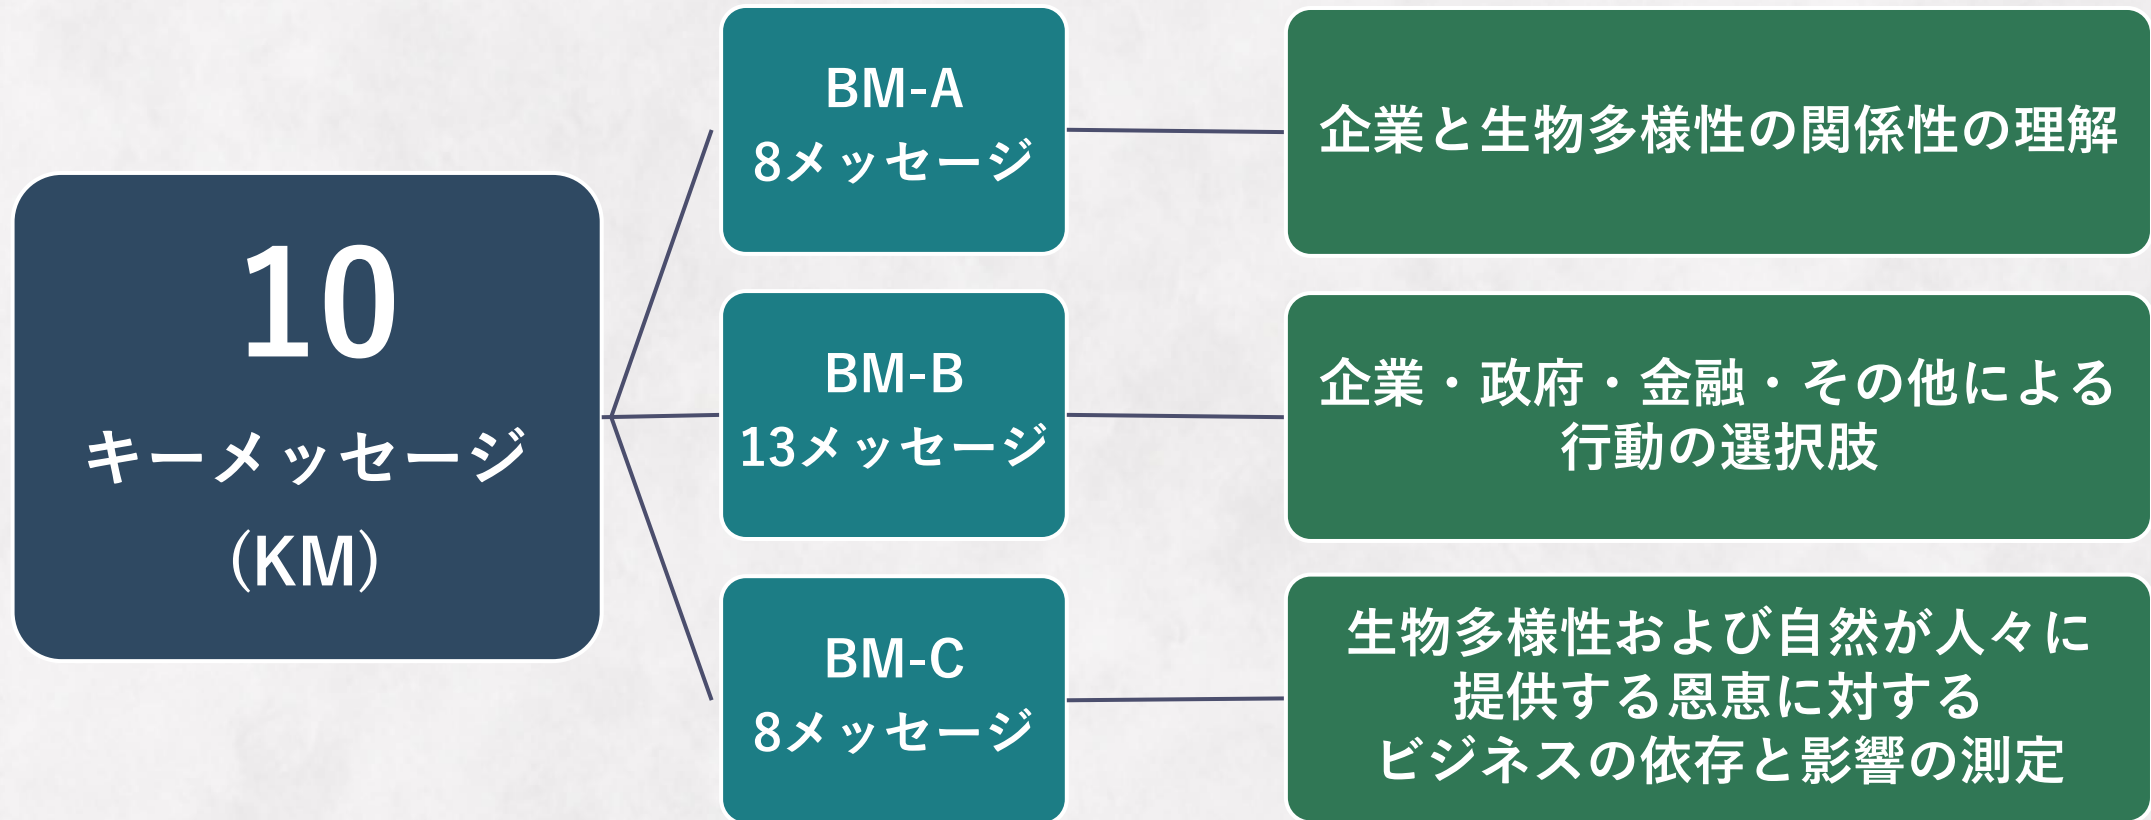 10
キーメッセージ
（KM）
BM-A
8メッセージ
企業と生物多様性の関係性の理解
BM-B
13メッセージ
企業・政府・金融・その他による
行動の選択肢
BM-C
8メッセージ
生物多様性および自然が人々に
提供する恩恵に対する
ビジネスの依存と影響の測定